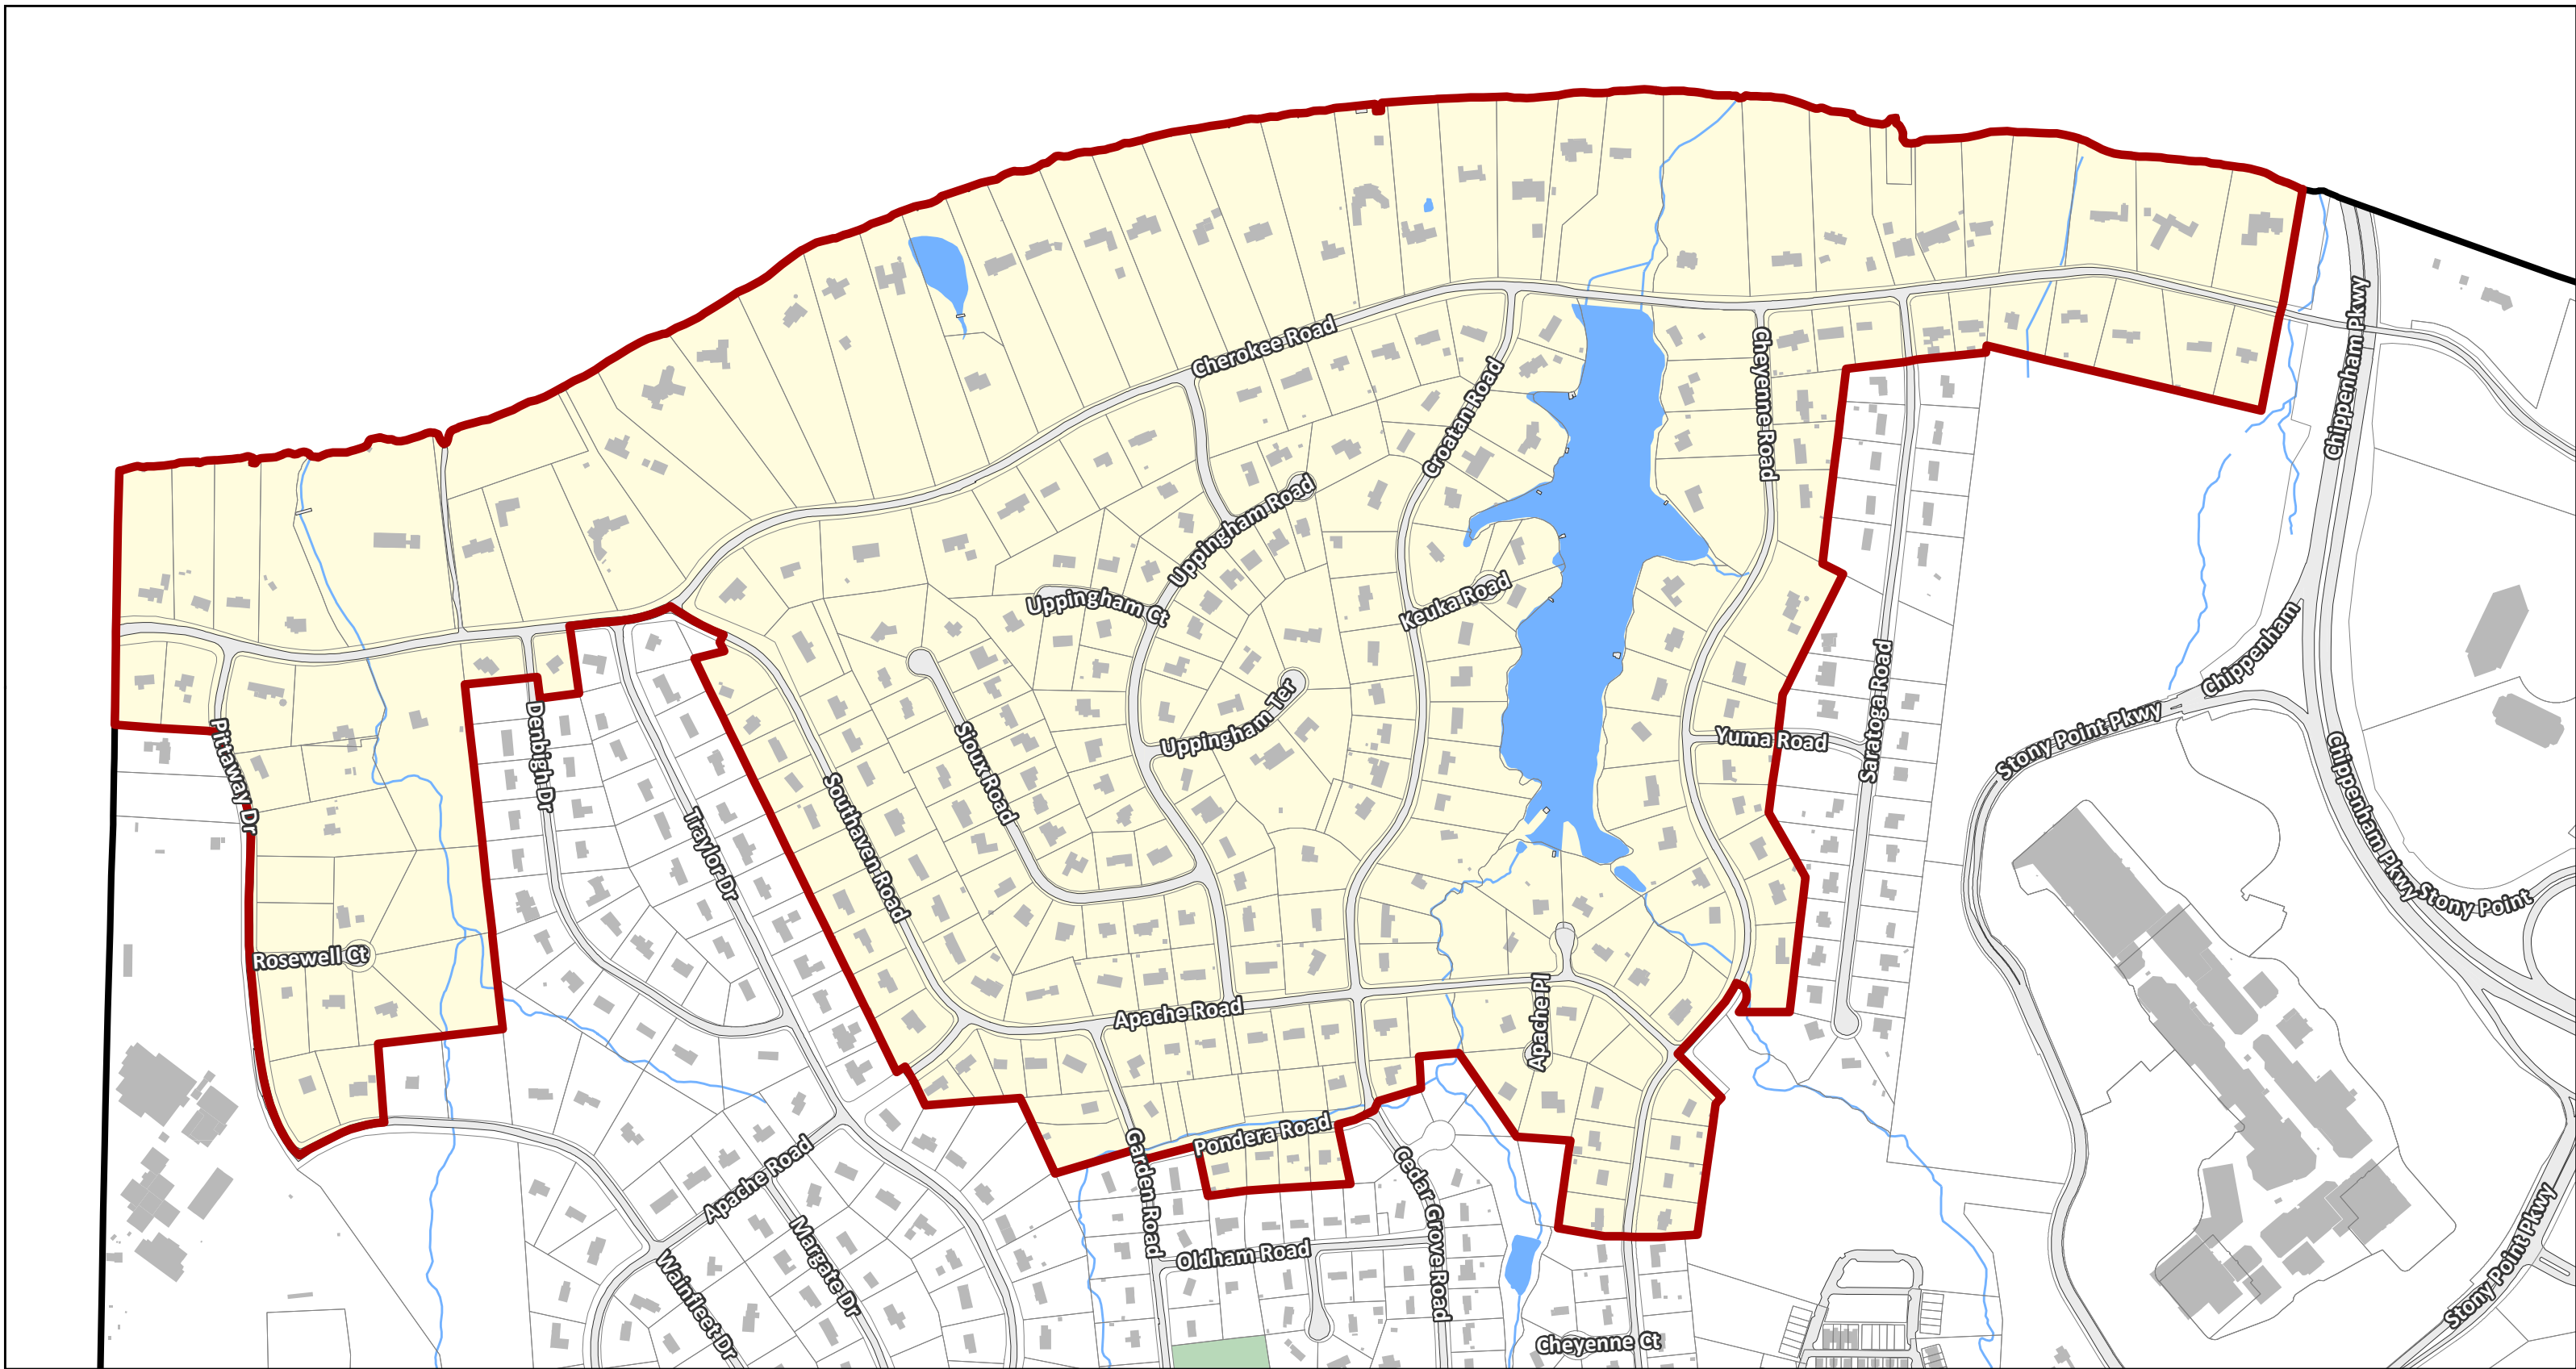 Cherokee Road
Chippenham Pkwy
Cheyenne Road
Croatan Road
Uppingham Road
Uppingham Ct
Keuka Road
Chippenham
Saratoga Road
Uppingham Ter
Yuma Road
Stony Point Pkwy
Pittaway Dr
Denbigh Dr
Sioux Road
Southaven Road
Traylor Dr
Chippenham Pkwy
Stony Point
Rosewell Ct
Apache Road
Apache Pl
Pondera Road
Garden Road
Cedar Grove Road
Apache Road
Margate Dr
Wainfleet Dr
Oldham Road
Stony Point Pkwy
Cheyenne Ct